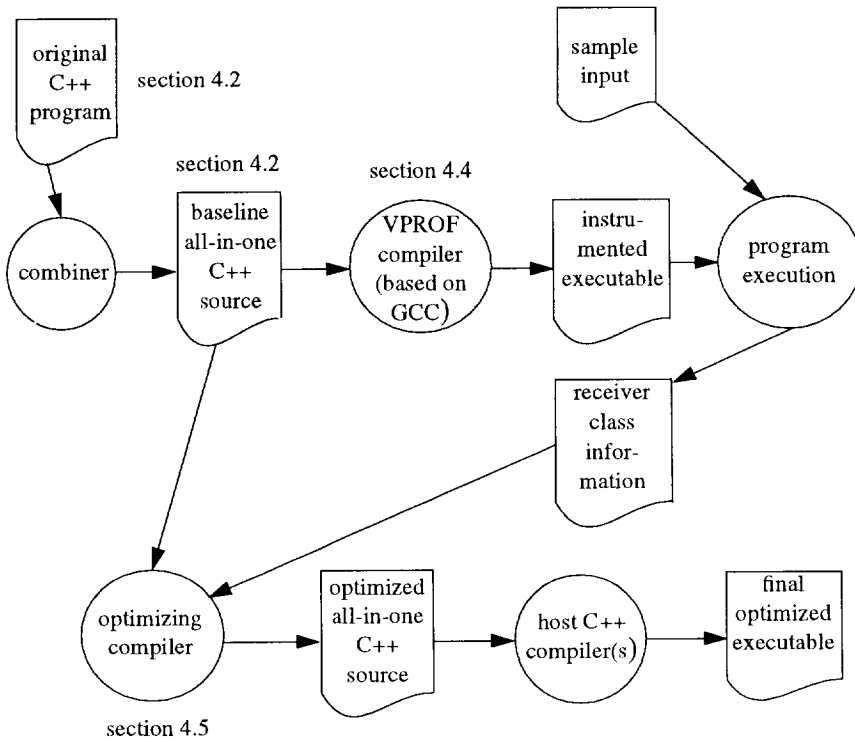 original
C++
program
section 4.2
sample
input
section 4.2
section 4.4
combiner
baseline
all-in-one
C++
source
VPROF
compiler
(based on
GCC)
instru-
mented
executable
program
execution
receiver
class
infor-
mation
optimizing
compiler
optimized
all-in-one
C++
source
host C++
compiler(s)
final
optimized
executable
section 4.5